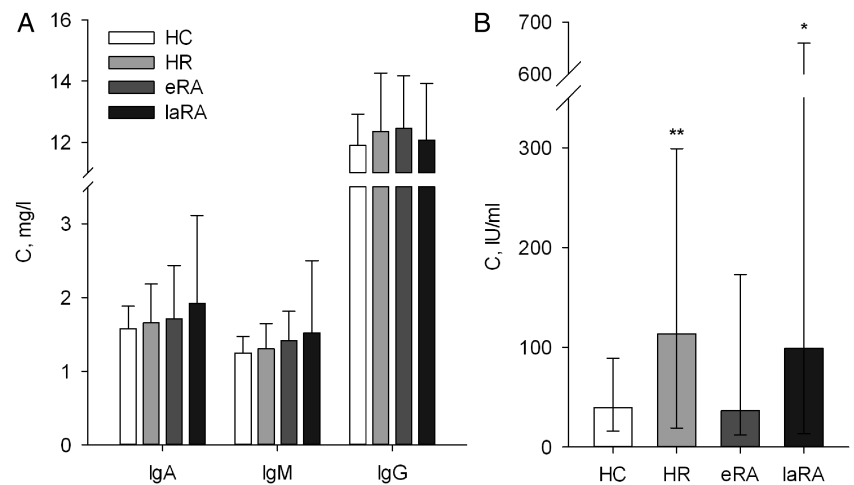 A
16
14
12
3
2
1
0
C, mg/l
HC
HR
eRA
laRA
IgA
IgM
IgG
B
700
600
300
200
100
0
C, IU/ml
**
*
HC
HR
eRA
laRA